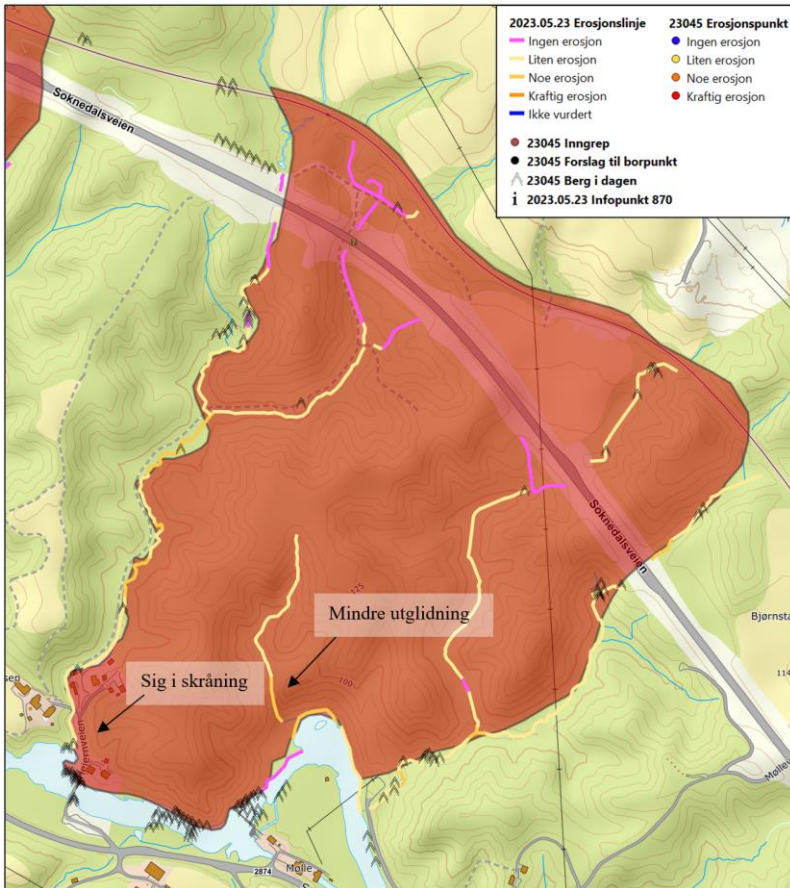 2023.05.23 Erosjonslinje
Ingen erosjon
Liten erosjon
Noe erosjon
Kraftig erosjon
Ikke vurdert
23045 Erosjonspunkt
Ingen erosjon
Liten erosjon
Noe erosjon
Kraftig erosjon
23045 Inngrep
23045 Forslag til borpunkt
23045 Berg i dagen
i 2023.05.23 Infopunkt 870
Soknedalsveien
Soknedalsveien
125
Mindre utglidning
100
Sig i skråning
Bjørnsta
114
Mølle
2874